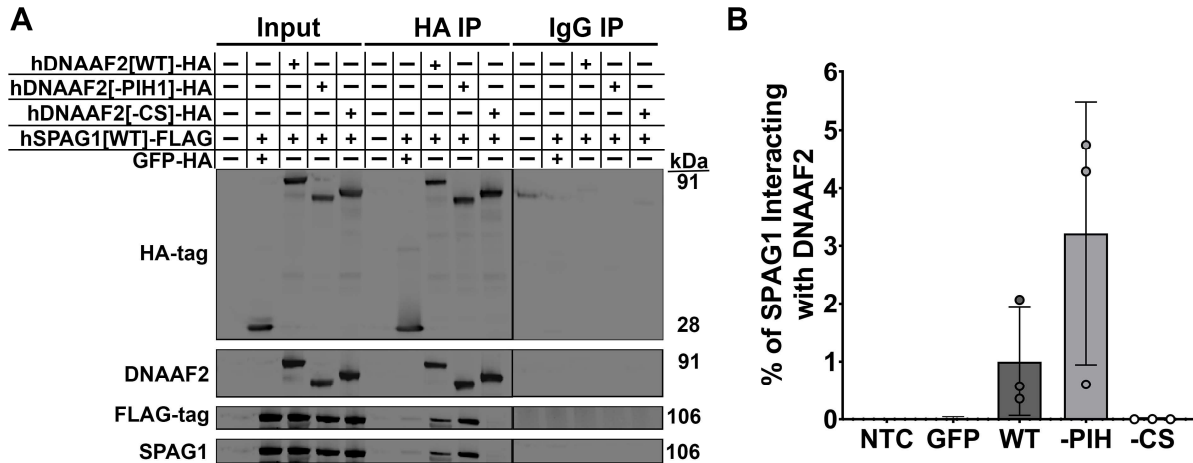 A
Input HA IP IgG IP
hDNAAF2[WT]-HA − − + − − − − + − − − − + − −
hDNAAF2[-PIH1]-HA − − − + − − − − + − − − − + −
hDNAAF2[-CS]-HA − − − − + − − − − + − − − − +
hSPAG1[WT]-FLAG − + + + + − + + + + − + + + +
GFP-HA − + − − − − + − − − − + − − −
kDa
91
HA-tag
28
DNAAF2 91
FLAG-tag 106
SPAG1 106
B
% of SPAG1 Interacting
with DNAAF2
6
5
4
3
2
1
0
NTC GFP WT -PIH -CS